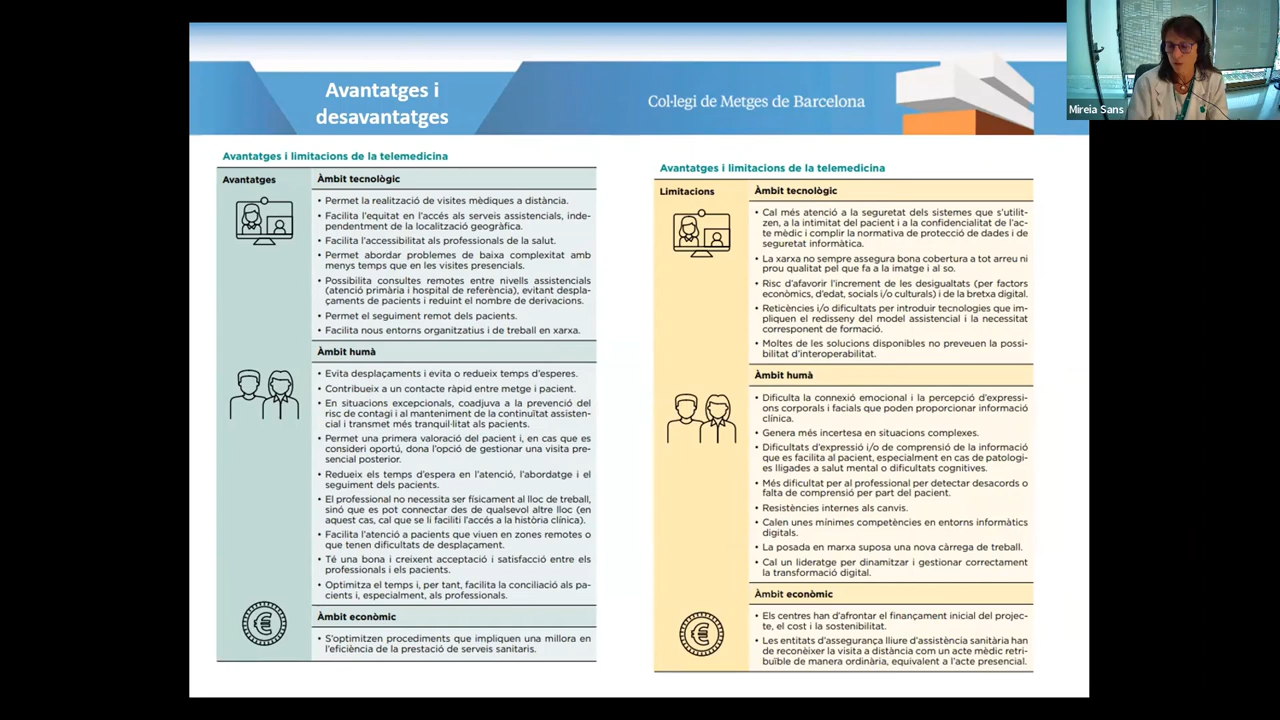 Avantatges i
desavantatges
Col·legi de Metges de Barcelona
Mireia Sans
Avantatges i limitacions de la telemedicina
Avantatges
Àmbit tecnològic
• Permet la realització de visites mèdiques a distància.
• Facilita l'equitat en l'accés als serveis assistencials, inde-
pendentment de la localització geogràfica.
• Facilita l'accessibilitat als professionals de la salut.
• Permet abordar problemes de baixa complexitat amb
menys temps que en les visites presencials.
• Possibilita consultes remotes entre nivells assistencials
(atenció primària i hospital de referència), evitant despla-
çaments de pacients i reduint el nombre de derivacions.
• Permet el seguiment remot dels pacients.
• Facilita nous entorns organitzatius i de treball en xarxa.
Àmbit humà
• Evita desplaçaments i evita o redueix temps d'esperes.
• Contribueix a un contacte ràpid entre metge i pacient.
• En situacions excepcionals, coadjuva a la prevenció del
risc de contagi i al manteniment de la continuïtat assisten-
cial i transmet més tranquil·litat als pacients.
• Permet una primera valoració del pacient i, en cas que es
consideri oportú, dona l'opció de gestionar una visita pre-
sencial posterior.
• Redueix els temps d'espera en l'atenció, l'abordatge i el
seguiment dels pacients.
• El professional no necessita ser físicament al lloc de treball,
sinó que es pot connectar des de qualsevol altre lloc (en
aquest cas, cal que se li faciliti l'accés a la història clínica).
• Facilita l'atenció a pacients que viuen en zones remotes o
que tenen dificultats de desplaçament.
• Té una bona i creixent acceptació i satisfacció entre els
professionals i els pacients.
• Optimitza el temps i, per tant, facilita la conciliació als pa-
cients i, especialment, als professionals.
Àmbit econòmic
• S'optimitzen procediments que impliquen una millora en
l'eficiència de la prestació de serveis sanitaris.
Avantatges i limitacions de la telemedicina
Limitacions
Àmbit tecnològic
• Cal més atenció a la seguretat dels sistemes que s'utilit-
zen, a la intimitat del pacient i a la confidencialitat de l'ac-
te mèdic i complir la normativa de protecció de dades i de
seguretat informàtica.
• La xarxa no sempre assegura bona cobertura a tot arreu ni
prou qualitat pel que fa a la imatge i al so.
• Risc d'afavorir l'increment de les desigualtats (per factors
econòmics, d'edat, socials i/o culturals) i de la bretxa digital.
• Reticències i/o dificultats per introduir tecnologies que im-
pliquen el redisseny del model assistencial i la necessitat
corresponent de formació.
• Moltes de les solucions disponibles no preveuen la possi-
bilitat d'interoperabilitat.
Àmbit humà
• Dificulta la connexió emocional i la percepció d'expressi-
ons corporals i facials que poden proporcionar informació
clínica.
• Genera més incertesa en situacions complexes.
• Dificultats d'expressió i/o de comprensió de la informació
que es facilita al pacient, especialment en cas de patologi-
es lligades a salut mental o dificultats cognitives.
• Més dificultat per al professional per detectar desacords o
falta de comprensió per part del pacient.
• Resistències internes als canvis.
• Calen unes mínimes competències en entorns informàtics
digitals.
• La posada en marxa suposa una nova càrrega de treball.
• Cal un lideratge per dinamitzar i gestionar correctament
la transformació digital.
Àmbit econòmic
• Els centres han d'afrontar el finançament inicial del projec-
te, el cost i la sostenibilitat.
• Les entitats d'assegurança lliure d'assistència sanitària han
de reconèixer la visita a distància com un acte mèdic retri-
buïble de manera ordinària, equivalent a l'acte presencial.